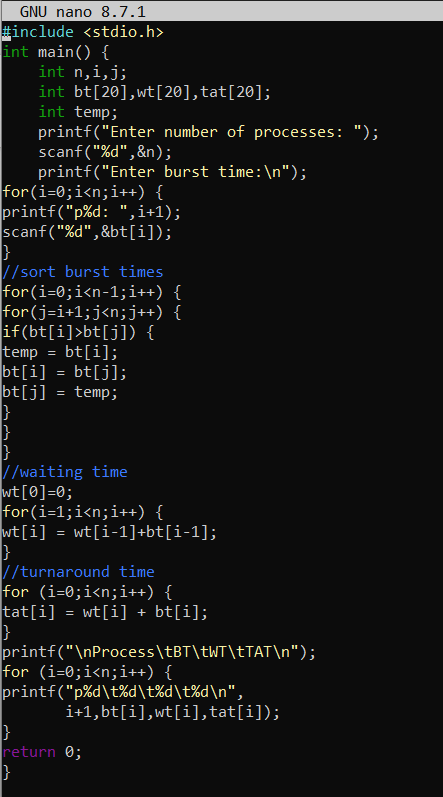 GNU nano 8.7.1
#include <stdio.h>
int main() {
    int n,i,j;
    int bt[20],wt[20],tat[20];
    int temp;
    printf("Enter number of processes: ");
    scanf("%d",&n);
    printf("Enter burst time:\n");
for(i=0;i<n;i++) {
printf("p%d: ",i+1);
scanf("%d",&bt[i]);
}
//sort burst times
for(i=0;i<n-1;i++) {
for(j=i+1;j<n;j++) {
if(bt[i]>bt[j]) {
temp = bt[i];
bt[i] = bt[j];
bt[j] = temp;
}
}
}
//waiting time
wt[0]=0;
for(i=1;i<n;i++) {
wt[i] = wt[i-1]+bt[i-1];
}
//turnaround time
for (i=0;i<n;i++) {
tat[i] = wt[i] + bt[i];
}
printf("\nProcess\tBT\tWT\tTAT\n");
for (i=0;i<n;i++) {
printf("p%d\t%d\t%d\t%d\n",
       i+1,bt[i],wt[i],tat[i]);
}
return 0;
}